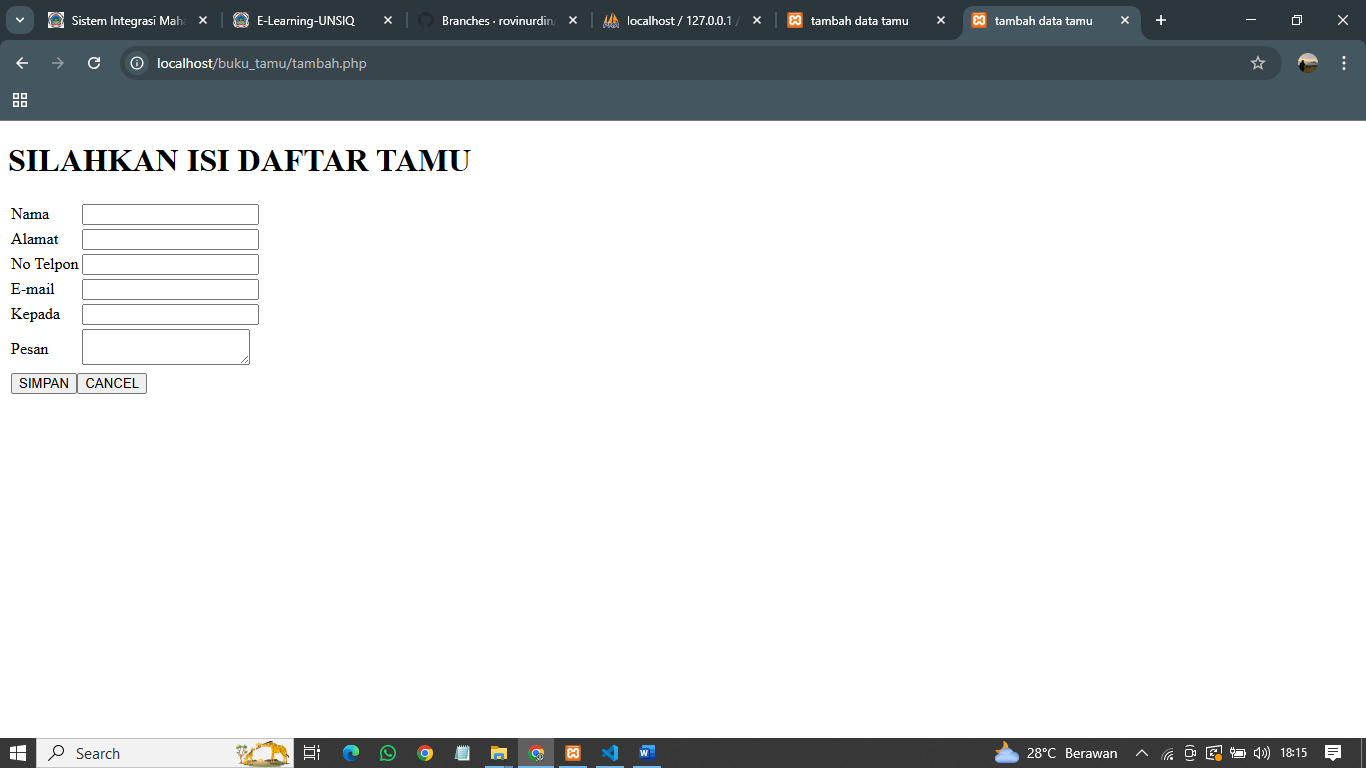 Sistem Integrasi Maha
E-Learning-UNSIQ
Branches · rovinurdin/
localhost / 127.0.0.1 /
tambah data tamu
tambah data tamu
localhost/buku_tamu/tambah.php
SILAHKAN ISI DAFTAR TAMU
Nama
Alamat
No Telpon
E-mail
Kepada
Pesan
SIMPAN CANCEL
Search
28°C Berawan
18:15